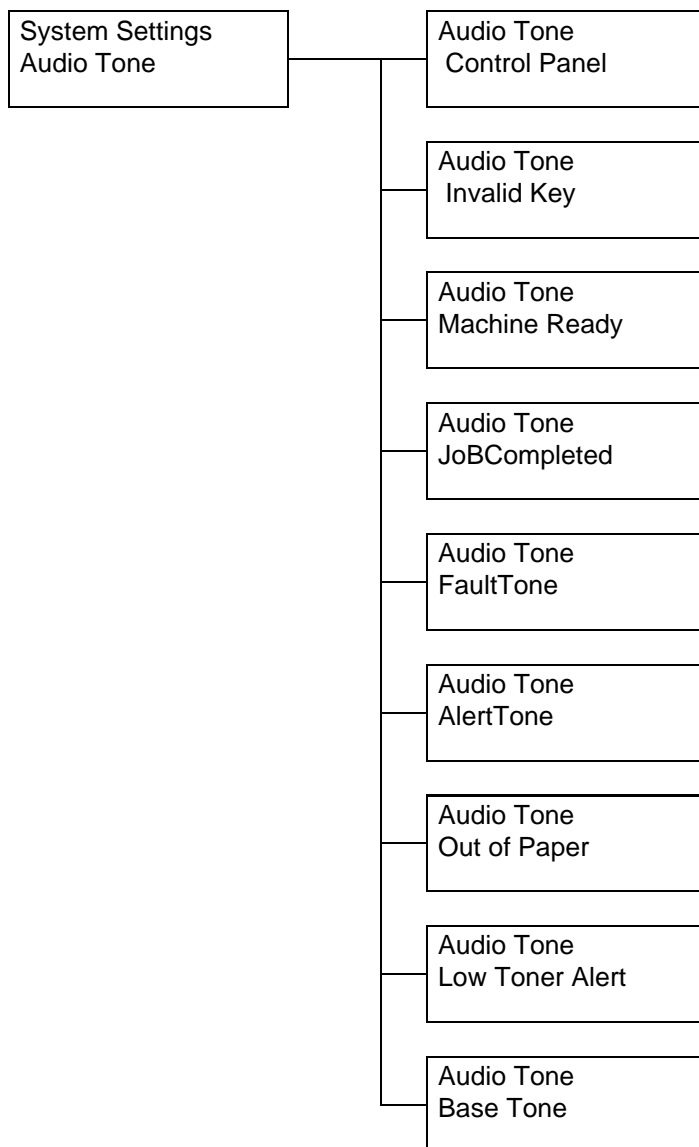 System Settings
Audio Tone
Audio Tone
Control Panel
Audio Tone
Invalid Key
Audio Tone
Machine Ready
Audio Tone
JoBCompleted
Audio Tone
FaultTone
Audio Tone
AlertTone
Audio Tone
Out of Paper
Audio Tone
Low Toner Alert
Audio Tone
Base Tone